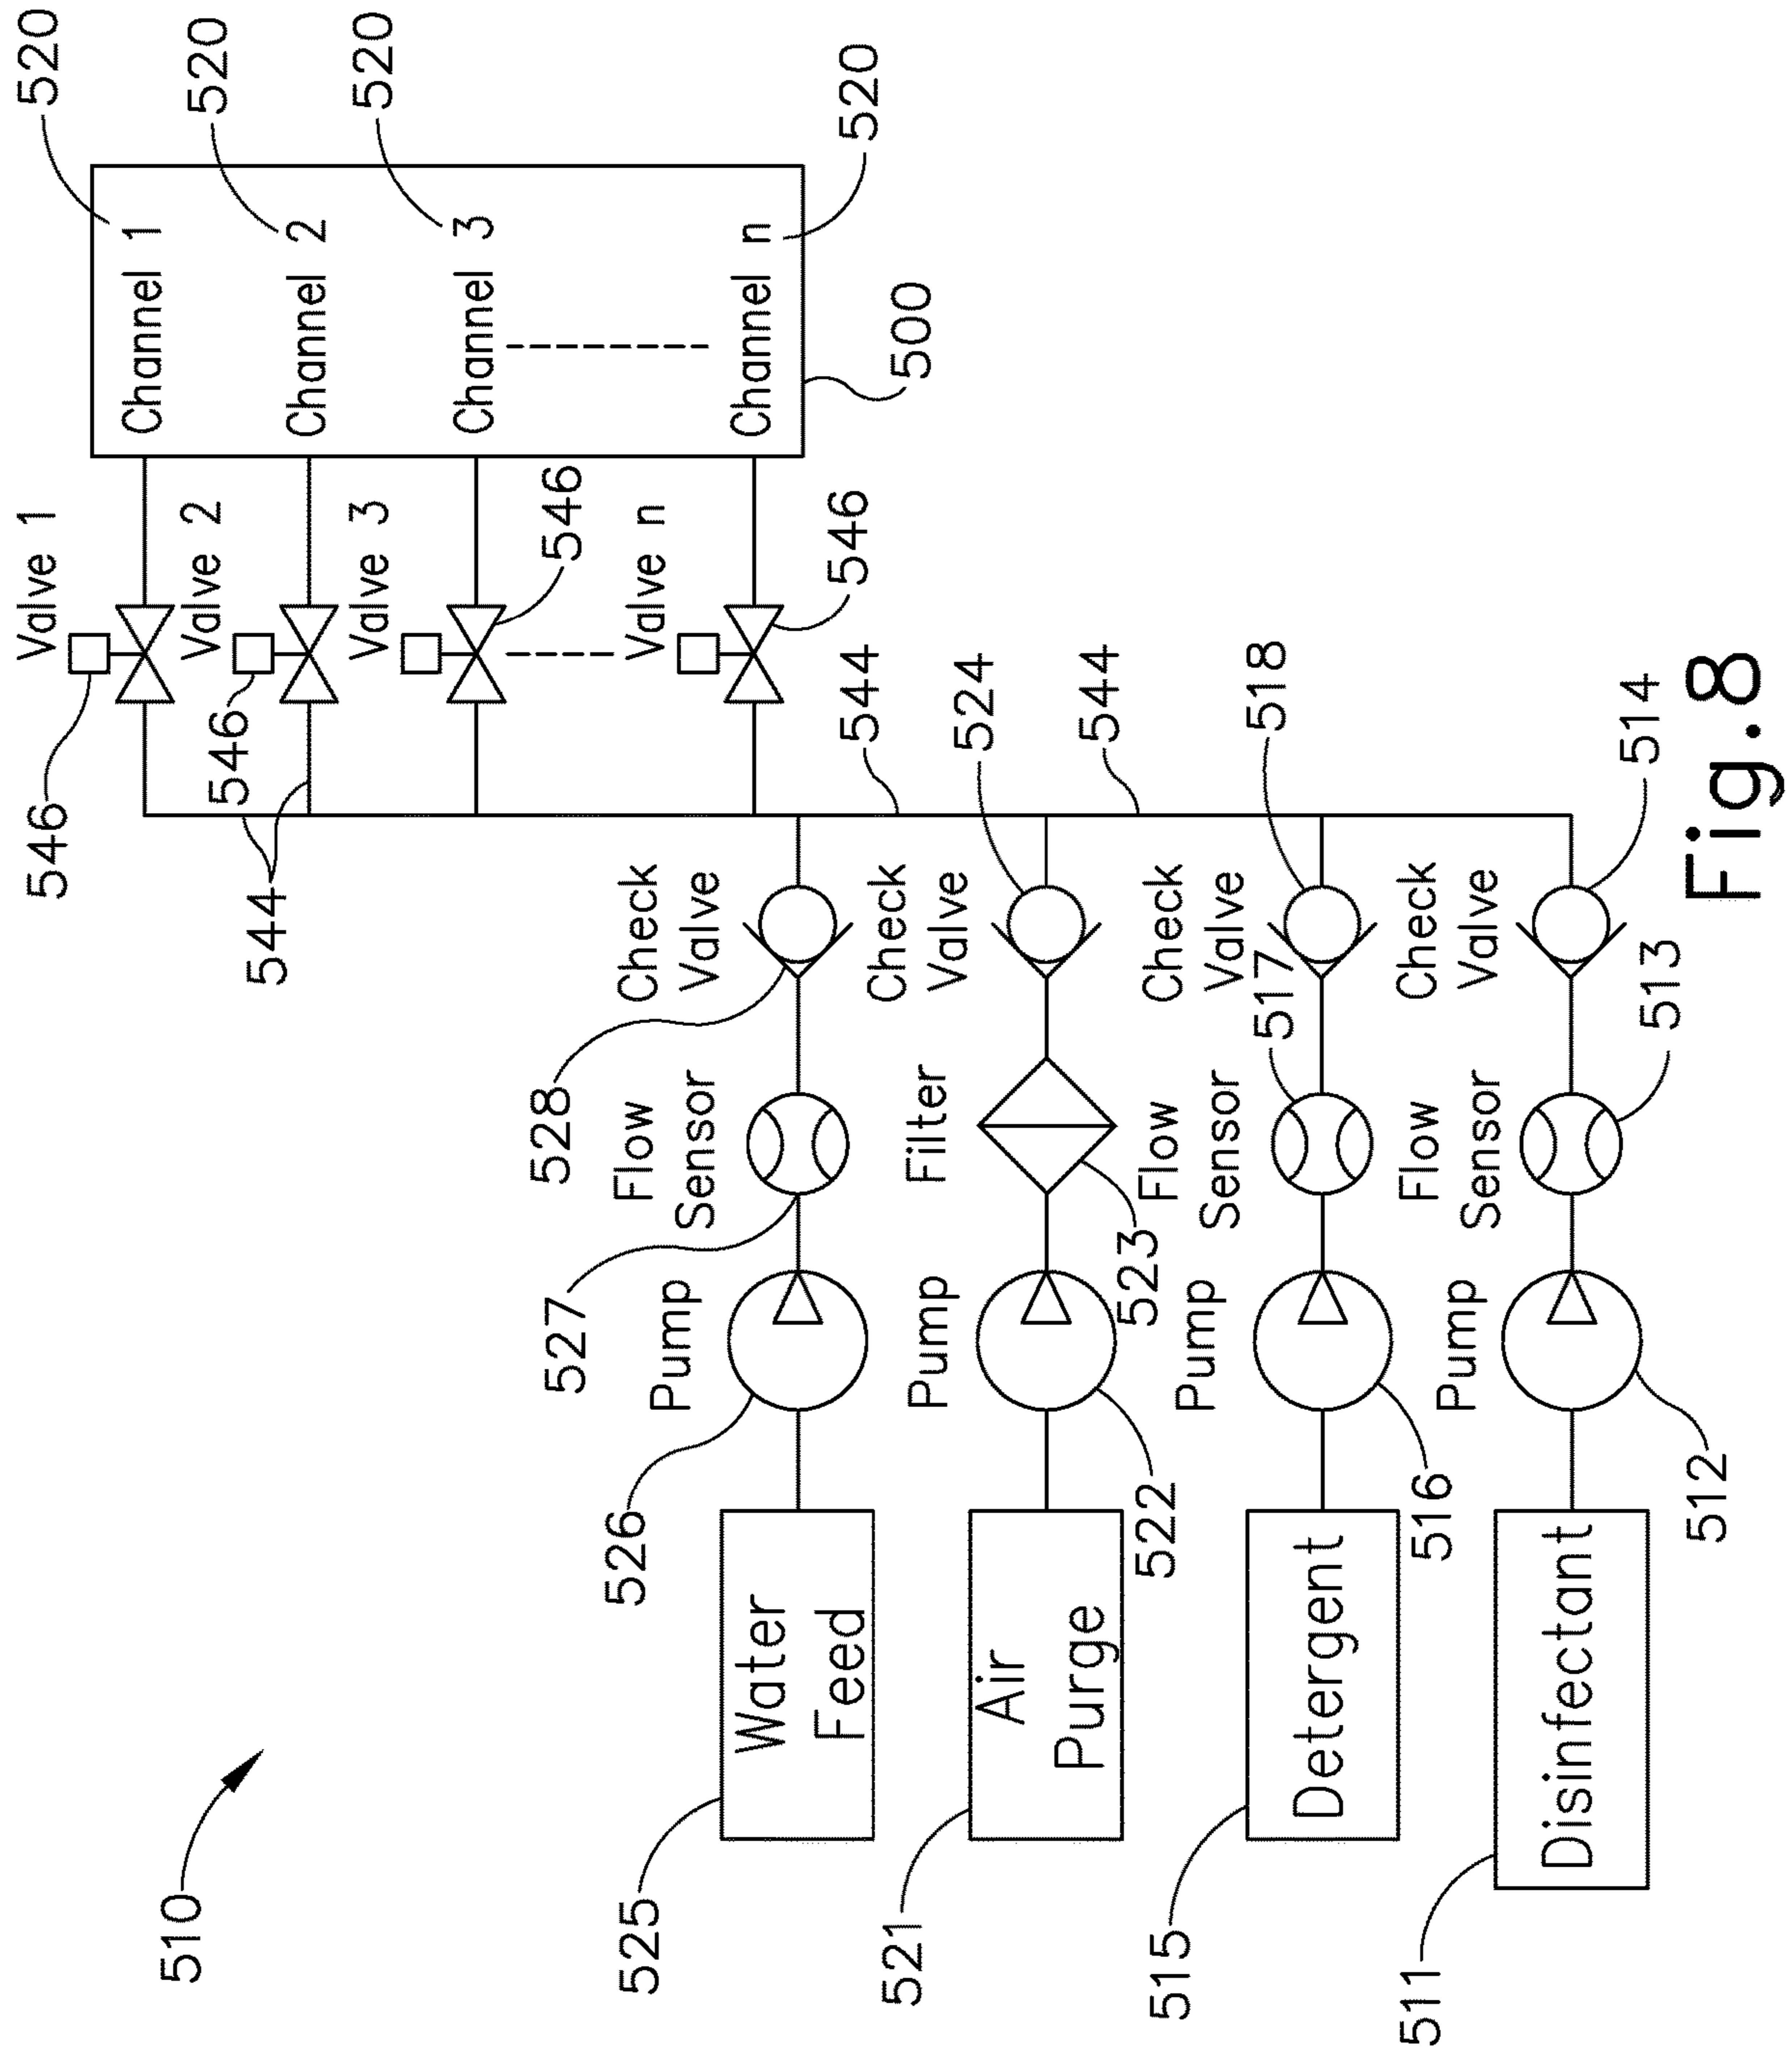 510
Valve 1
546
Channel 1
520
Valve 2
546
Channel 2
520
Valve 3
546
Channel 3
520
Valve n
546
Channel n
520
500
544
544
544
Water
Feed
525
Pump
526
Flow
Sensor
527
Check
Valve
528
Air
Purge
521
Pump
522
Filter
523
Check
Valve
524
Detergent
515
Pump
516
Flow
Sensor
517
Check
Valve
518
Disinfectant
511
Pump
512
Flow
Sensor
513
Check
Valve
514
Fig.8